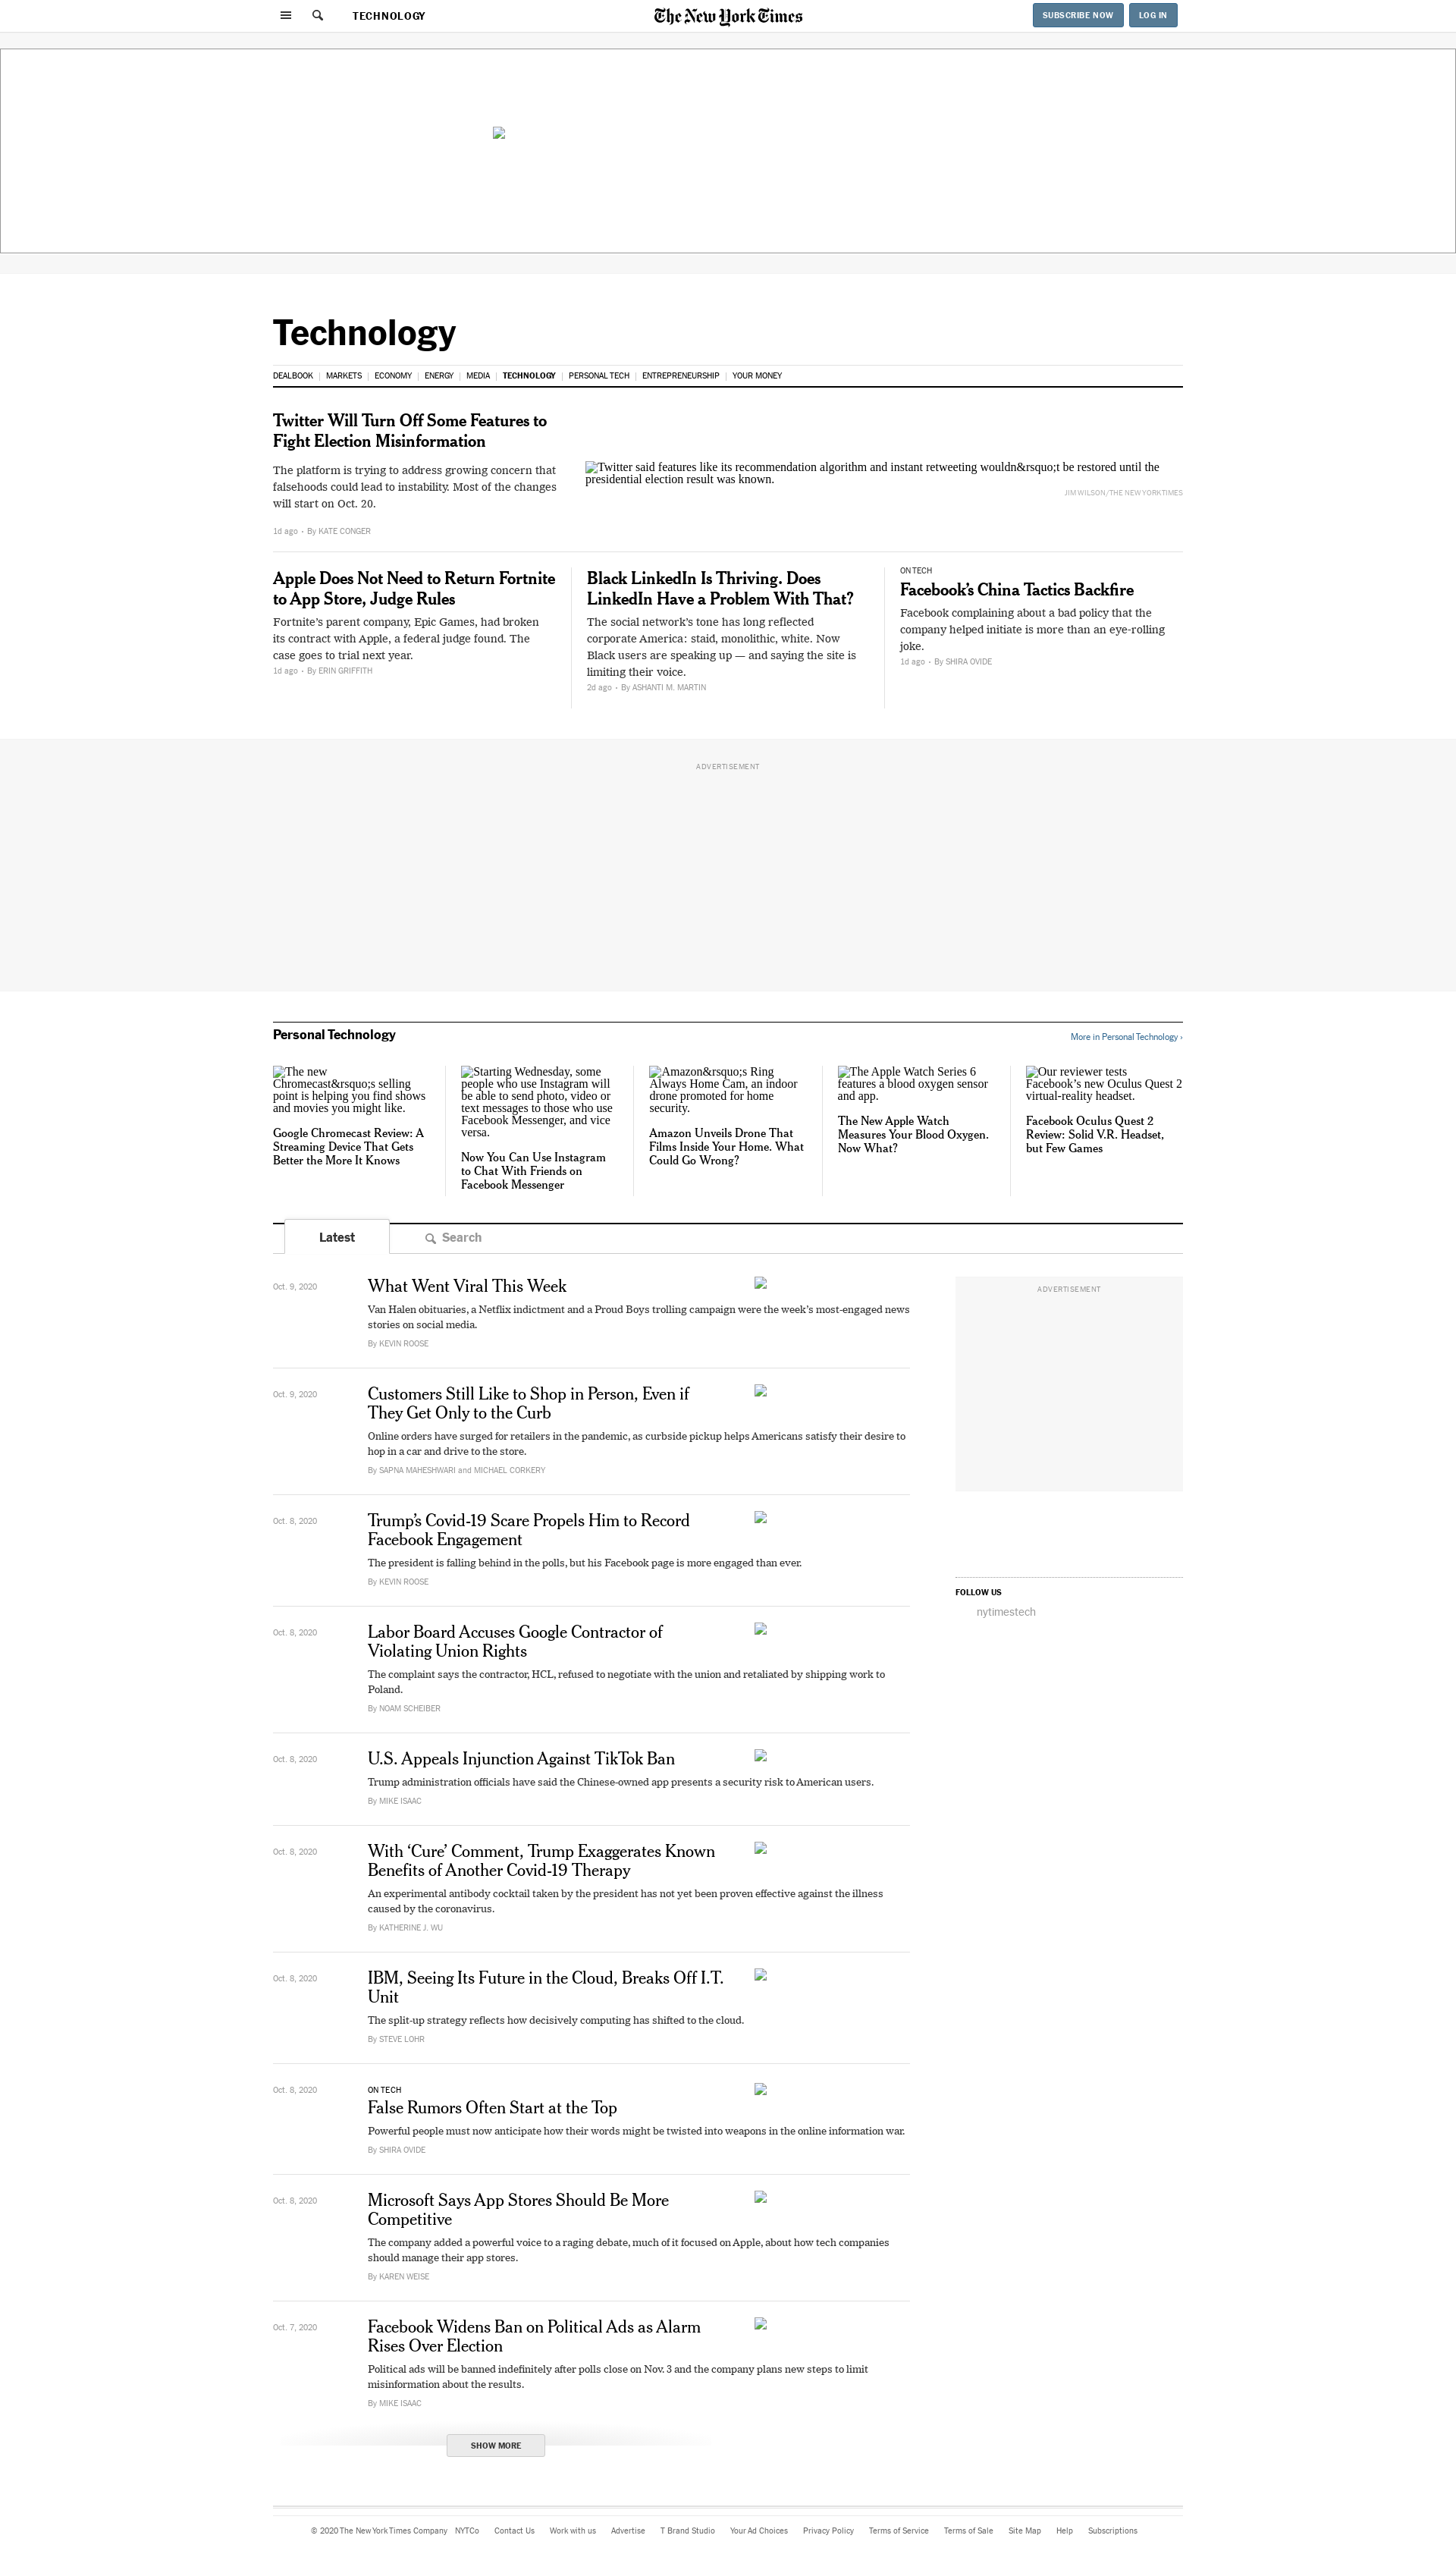 TECHNOLOGY
The New York Times
SUBSCRIBE NOW
LOG IN
Technology
DEALBOOK
MARKETS
ECONOMY
ENERGY
MEDIA
TECHNOLOGY
PERSONAL TECH
ENTREPRENEURSHIP
YOUR MONEY
Twitter Will Turn Off Some Features to
Fight Election Misinformation
The platform is trying to address growing concern that
falsehoods could lead to instability. Most of the changes
will start on Oct. 20.
1d ago • By KATE CONGER
Twitter said features like its recommendation algorithm and instant retweeting wouldn&rsquo;t be restored until the
presidential election result was known.
JIM WILSON/THE NEW YORK TIMES
Apple Does Not Need to Return Fortnite
to App Store, Judge Rules
Fortnite’s parent company, Epic Games, had broken
its contract with Apple, a federal judge found. The
case goes to trial next year.
1d ago • By ERIN GRIFFITH
Black LinkedIn Is Thriving. Does
LinkedIn Have a Problem With That?
The social network’s tone has long reflected
corporate America: staid, monolithic, white. Now
Black users are speaking up — and saying the site is
limiting their voice.
2d ago • By ASHANTI M. MARTIN
ON TECH
Facebook’s China Tactics Backfire
Facebook complaining about a bad policy that the
company helped initiate is more than an eye-rolling
joke.
1d ago • By SHIRA OVIDE
ADVERTISEMENT
Personal Technology
More in Personal Technology ›
The new
Chromecast&rsquo;s selling
point is helping you find shows
and movies you might like.
Google Chromecast Review: A
Streaming Device That Gets
Better the More It Knows
Starting Wednesday, some
people who use Instagram will
be able to send photo, video or
text messages to those who use
Facebook Messenger, and vice
versa.
Now You Can Use Instagram
to Chat With Friends on
Facebook Messenger
Amazon&rsquo;s Ring
Always Home Cam, an indoor
drone promoted for home
security.
Amazon Unveils Drone That
Films Inside Your Home. What
Could Go Wrong?
The Apple Watch Series 6
features a blood oxygen sensor
and app.
The New Apple Watch
Measures Your Blood Oxygen.
Now What?
Our reviewer tests
Facebook’s new Oculus Quest 2
virtual-reality headset.
Facebook Oculus Quest 2
Review: Solid V.R. Headset,
but Few Games
Latest
Search
Oct. 9, 2020
What Went Viral This Week
Van Halen obituaries, a Netflix indictment and a Proud Boys trolling campaign were the week’s most-engaged news
stories on social media.
By KEVIN ROOSE
ADVERTISEMENT
Oct. 9, 2020
Customers Still Like to Shop in Person, Even if
They Get Only to the Curb
Online orders have surged for retailers in the pandemic, as curbside pickup helps Americans satisfy their desire to
hop in a car and drive to the store.
By SAPNA MAHESHWARI and MICHAEL CORKERY
Oct. 8, 2020
Trump’s Covid-19 Scare Propels Him to Record
Facebook Engagement
The president is falling behind in the polls, but his Facebook page is more engaged than ever.
By KEVIN ROOSE
FOLLOW US
nytimestech
Oct. 8, 2020
Labor Board Accuses Google Contractor of
Violating Union Rights
The complaint says the contractor, HCL, refused to negotiate with the union and retaliated by shipping work to
Poland.
By NOAM SCHEIBER
Oct. 8, 2020
U.S. Appeals Injunction Against TikTok Ban
Trump administration officials have said the Chinese-owned app presents a security risk to American users.
By MIKE ISAAC
Oct. 8, 2020
With ‘Cure’ Comment, Trump Exaggerates Known
Benefits of Another Covid-19 Therapy
An experimental antibody cocktail taken by the president has not yet been proven effective against the illness
caused by the coronavirus.
By KATHERINE J. WU
Oct. 8, 2020
IBM, Seeing Its Future in the Cloud, Breaks Off I.T.
Unit
The split-up strategy reflects how decisively computing has shifted to the cloud.
By STEVE LOHR
Oct. 8, 2020
ON TECH
False Rumors Often Start at the Top
Powerful people must now anticipate how their words might be twisted into weapons in the online information war.
By SHIRA OVIDE
Oct. 8, 2020
Microsoft Says App Stores Should Be More
Competitive
The company added a powerful voice to a raging debate, much of it focused on Apple, about how tech companies
should manage their app stores.
By KAREN WEISE
Oct. 7, 2020
Facebook Widens Ban on Political Ads as Alarm
Rises Over Election
Political ads will be banned indefinitely after polls close on Nov. 3 and the company plans new steps to limit
misinformation about the results.
By MIKE ISAAC
SHOW MORE
© 2020 The New York Times Company
NYTCo
Contact Us
Work with us
Advertise
T Brand Studio
Your Ad Choices
Privacy Policy
Terms of Service
Terms of Sale
Site Map
Help
Subscriptions